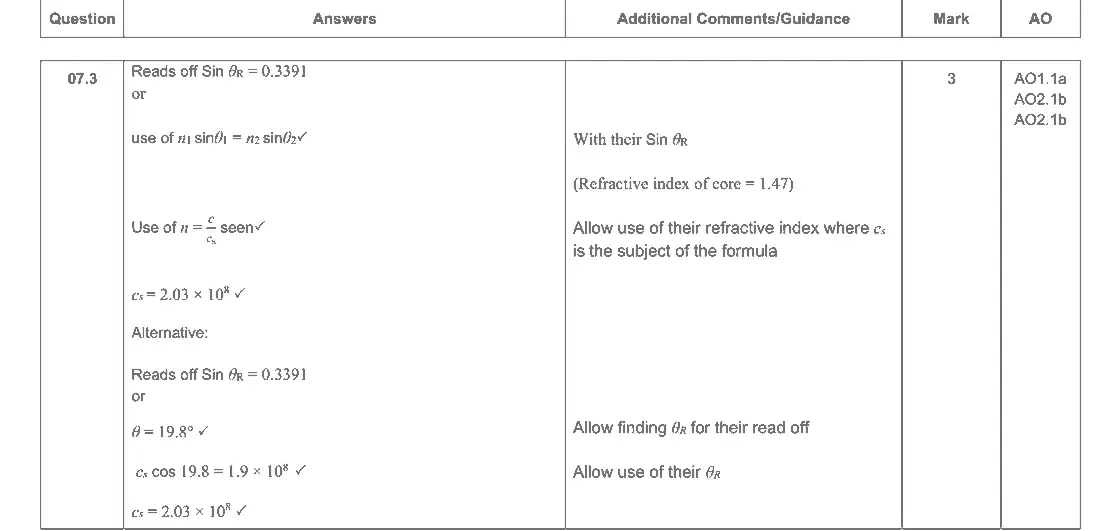 Question Answers Additional Comments/Guidance Mark AO
07.3 Reads off Sin θR = 0.3391 3 AO1.1a
or AO2.1b
AO2.1b
use of n1 sinθ1 = n2 sinθ2✓ With their Sin θR
(Refractive index of core = 1.47)
Use of n = c/cs seen✓ Allow use of their refractive index where cs
is the subject of the formula
cs = 2.03 × 10⁸ ✓
Alternative:
Reads off Sin θR = 0.3391
or
θ = 19.8° ✓ Allow finding θR for their read off
cs cos 19.8 = 1.9 × 10⁸ ✓ Allow use of their θR
cs = 2.03 × 10⁸ ✓